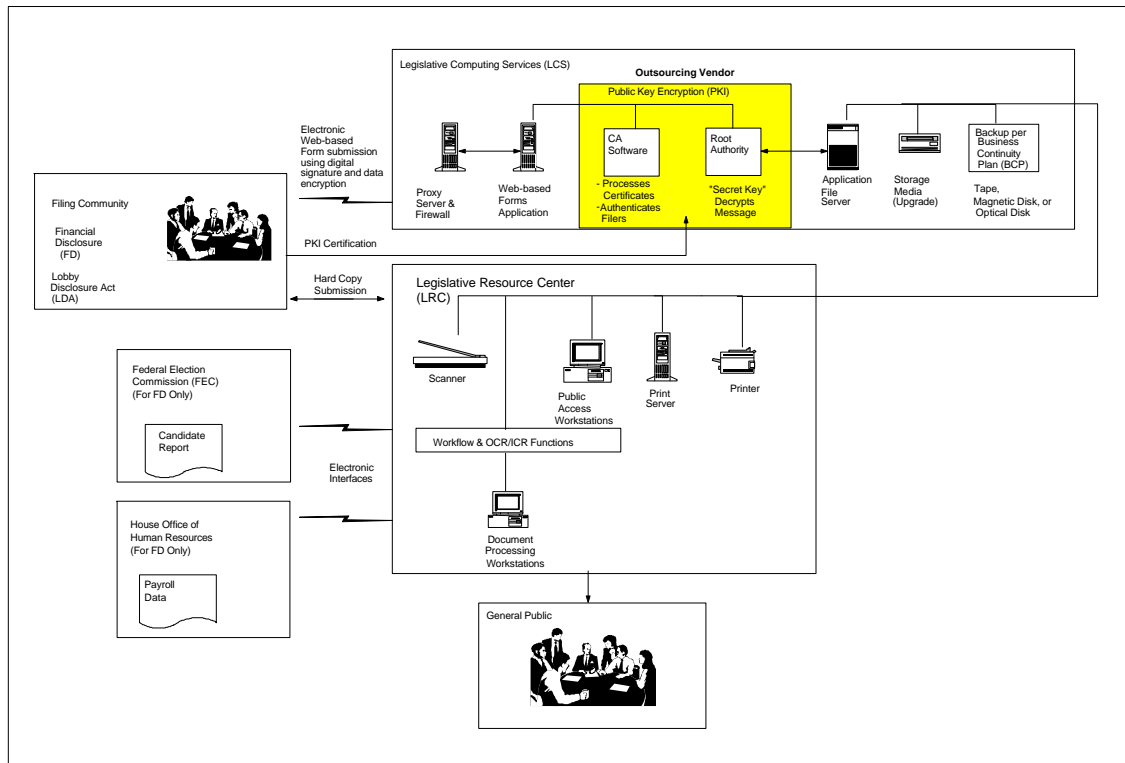 Legislative Computing Services (LCS)
Outsourcing Vendor
Public Key Encryption (PKI)
Electronic
Web-based
Form submission
using digital
signature and data
encryption
Proxy
Server &
Firewall
Web-based
Forms
Application
CA
Software
- Processes
Certificates
-Authenticates
Filers
Root
Authority
"Secret Key"
Decrypts
Message
Application
File
Server
Storage
Media
(Upgrade)
Backup per
Business
Continuity
Plan (BCP)
Tape,
Magnetic Disk, or
Optical Disk
Filing Community
Financial
Disclosure
(FD)
Lobby
Disclosure Act
(LDA)
PKI Certification
Hard Copy
Submission
Legislative Resource Center
(LRC)
Scanner
Public
Access
Workstations
Print
Server
Printer
Workflow & OCR/ICR Functions
Document
Processing
Workstations
Federal Election
Commission (FEC)
(For FD Only)
Candidate
Report
Electronic
Interfaces
House Office of
Human Resources
(For FD Only)
Payroll
Data
General Public